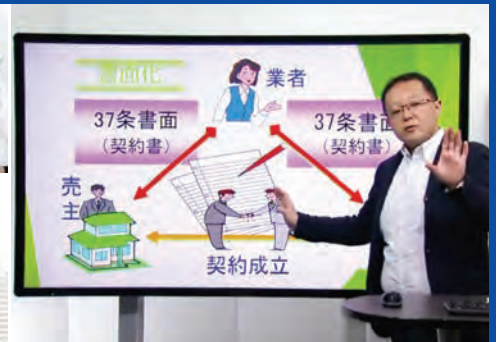 書面化
業者
37条書面
(契約書)
37条書
(契約書)
売
主
契約成立